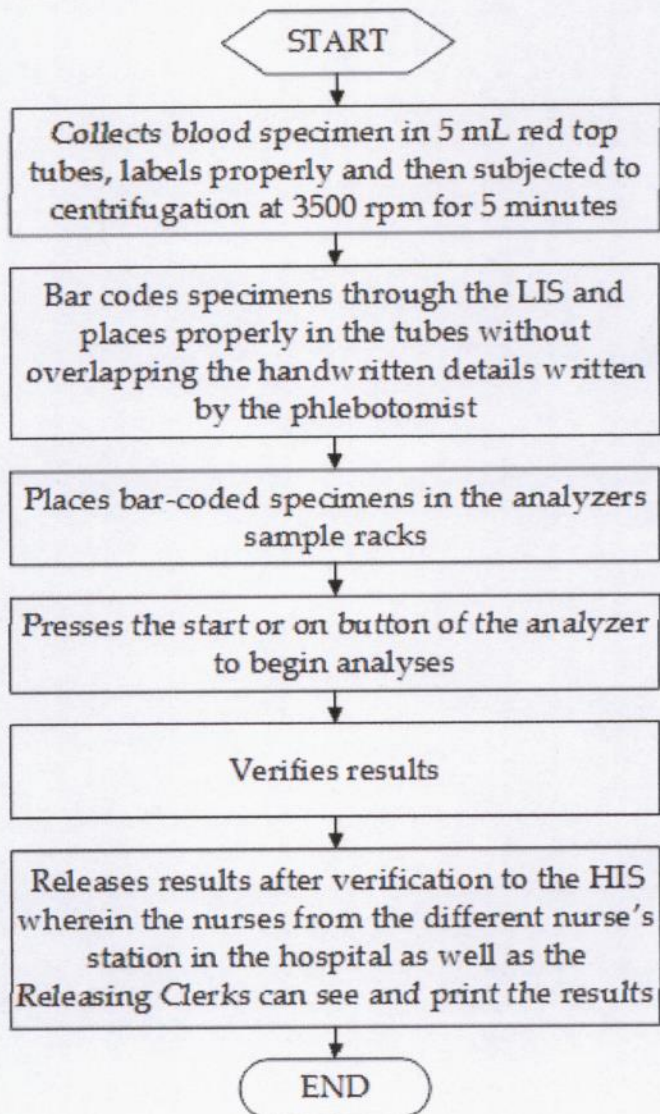 START
Collects blood specimen in 5 mL red top
tubes, labels properly and then subjected to
centrifugation at 3500 rpm for 5 minutes
Bar codes specimens through the LIS and
places properly in the tubes without
overlapping the handwritten details written
by the phlebotomist
Places bar-coded specimens in the analyzers
sample racks
Presses the start or on button of the analyzer
to begin analyses
Verifies results
Releases results after verification to the HIS
wherein the nurses from the different nurse's
station in the hospital as well as the
Releasing Clerks can see and print the results
END